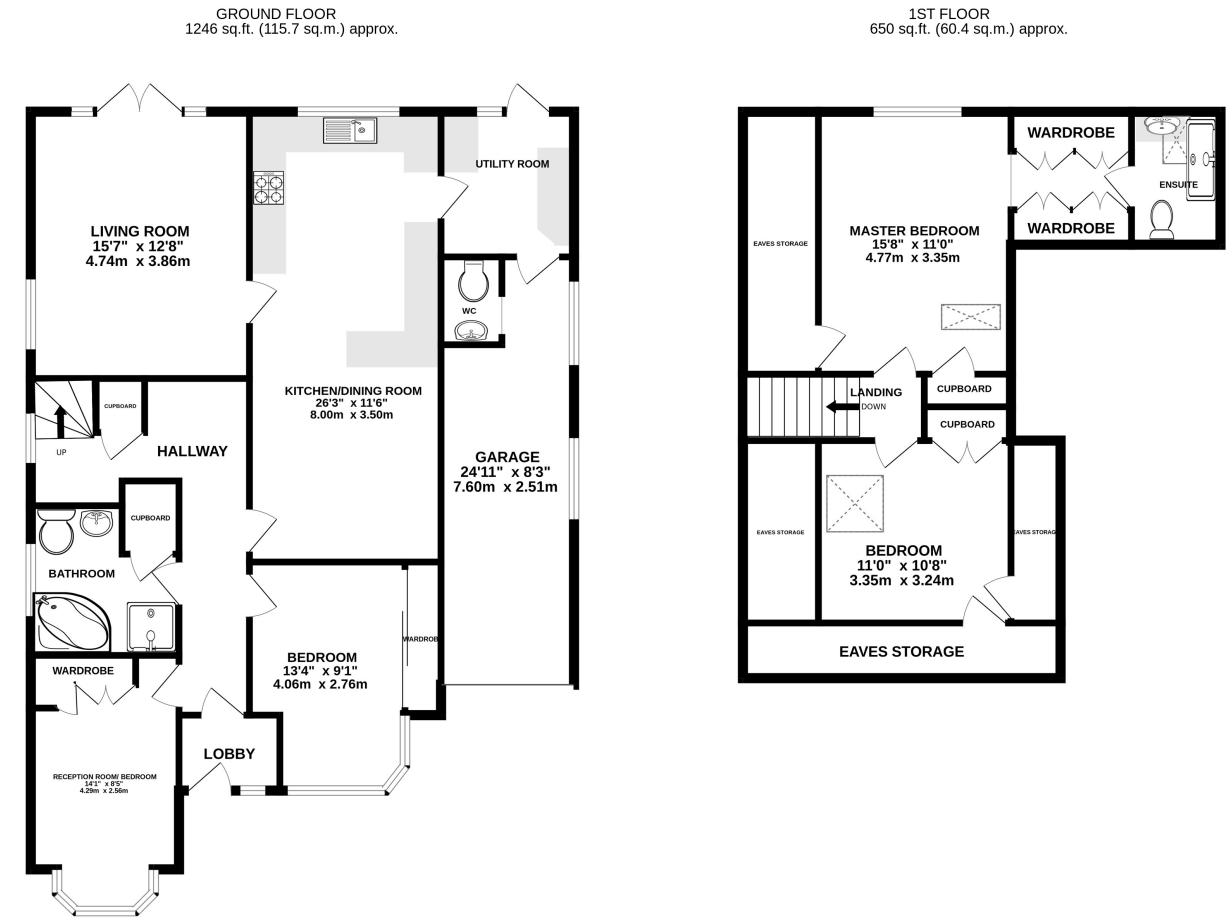 GROUND FLOOR
1246 sq.ft. (115.7 sq.m.) approx.
LIVING ROOM
15'7" x 12'8"
4.74m x 3.86m
UTILITY ROOM
WC
KITCHEN/DINING ROOM
26'3" x 11'6"
8.00m x 3.50m
CUPBOARD
UP
HALLWAY
GARAGE
24'11" x 8'3"
7.60m x 2.51m
CUPBOARD
BATHROOM
WARDROBE
BEDROOM
13'4" x 9'1"
4.06m x 2.76m
WARDROB
LOBBY
RECEPTION ROOM/ BEDROOM
14'1" x 8'5"
4.29m x 2.56m
1ST FLOOR
650 sq.ft. (60.4 sq.m.) approx.
WARDROBE
ENSUITE
WARDROBE
EAVES STORAGE
MASTER BEDROOM
15'8" x 11'0"
4.77m x 3.35m
LANDING
DOWN
CUPBOARD
CUPBOARD
EAVES STORAGE
BEDROOM
11'0" x 10'8"
3.35m x 3.24m
EAVES STORAG
EAVES STORAGE